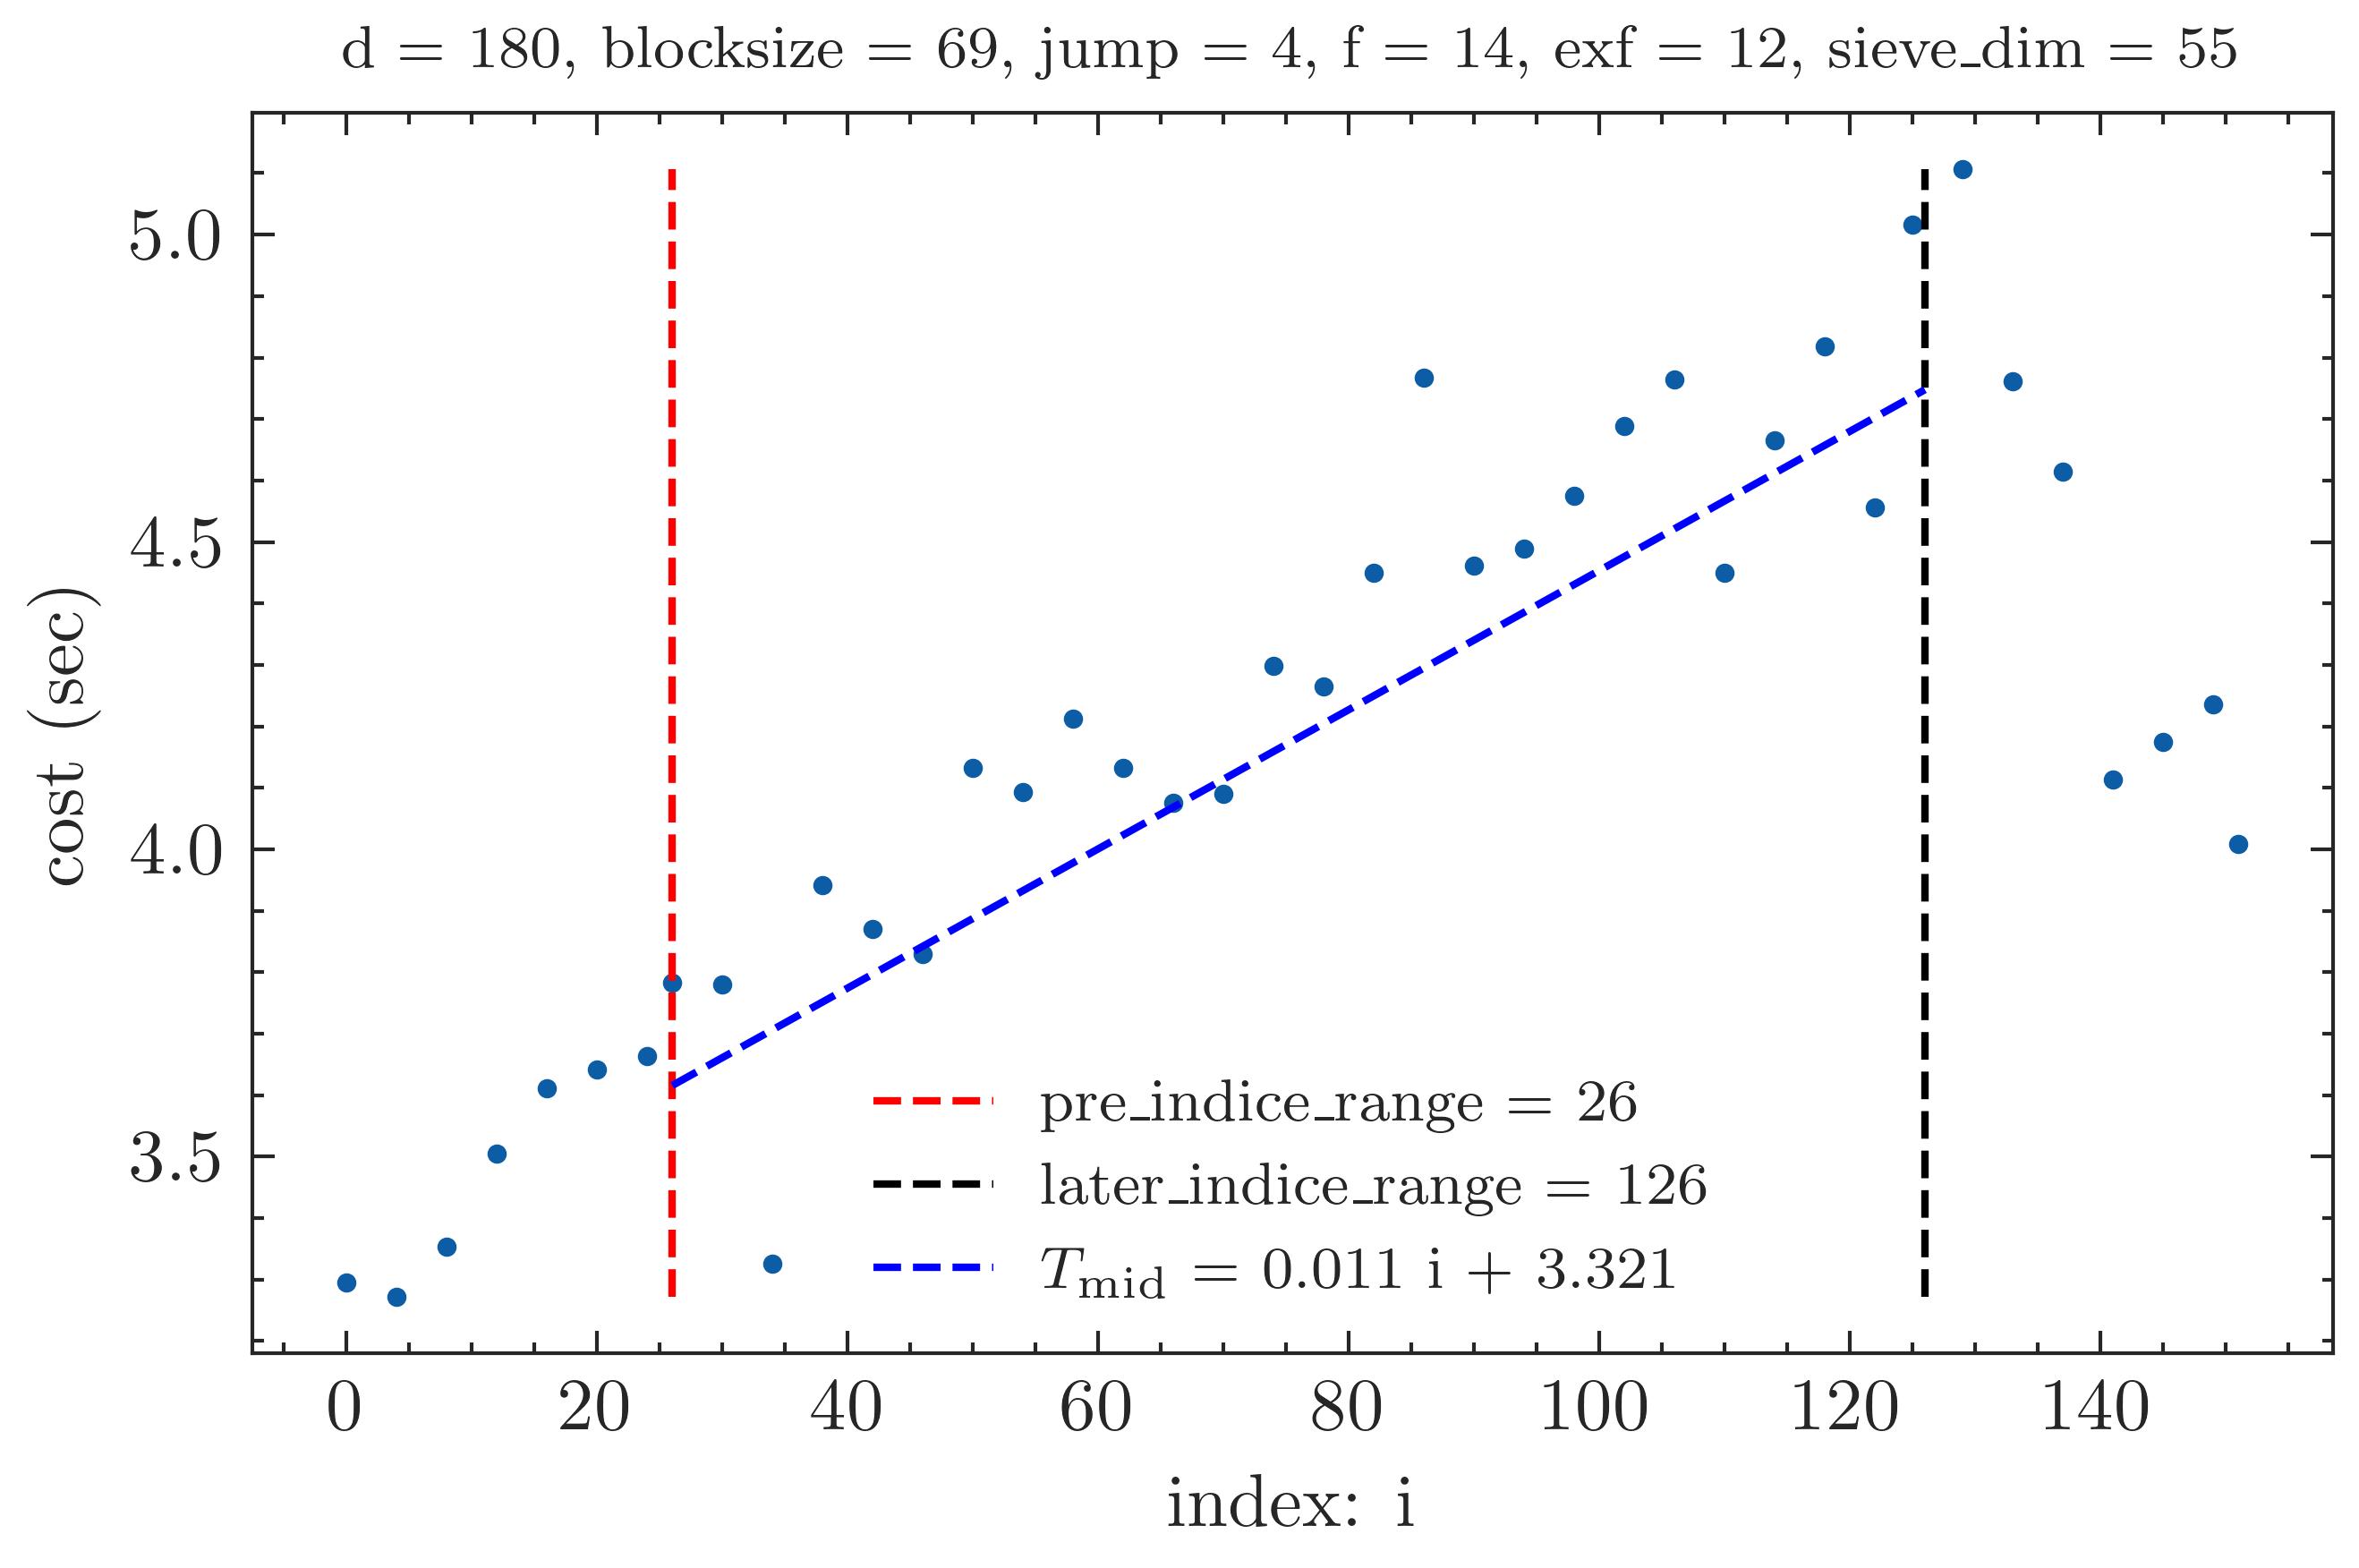 d = 180, blocksize = 69, jump = 4, f = 14, exf = 12, sieve_dim = 55
5.0
4.5
4.0
3.5
cost (sec)
pre_indice_range = 26
later_indice_range = 126
T_mid = 0.011 i + 3.321
0 20 40 60 80 100 120 140
index: i